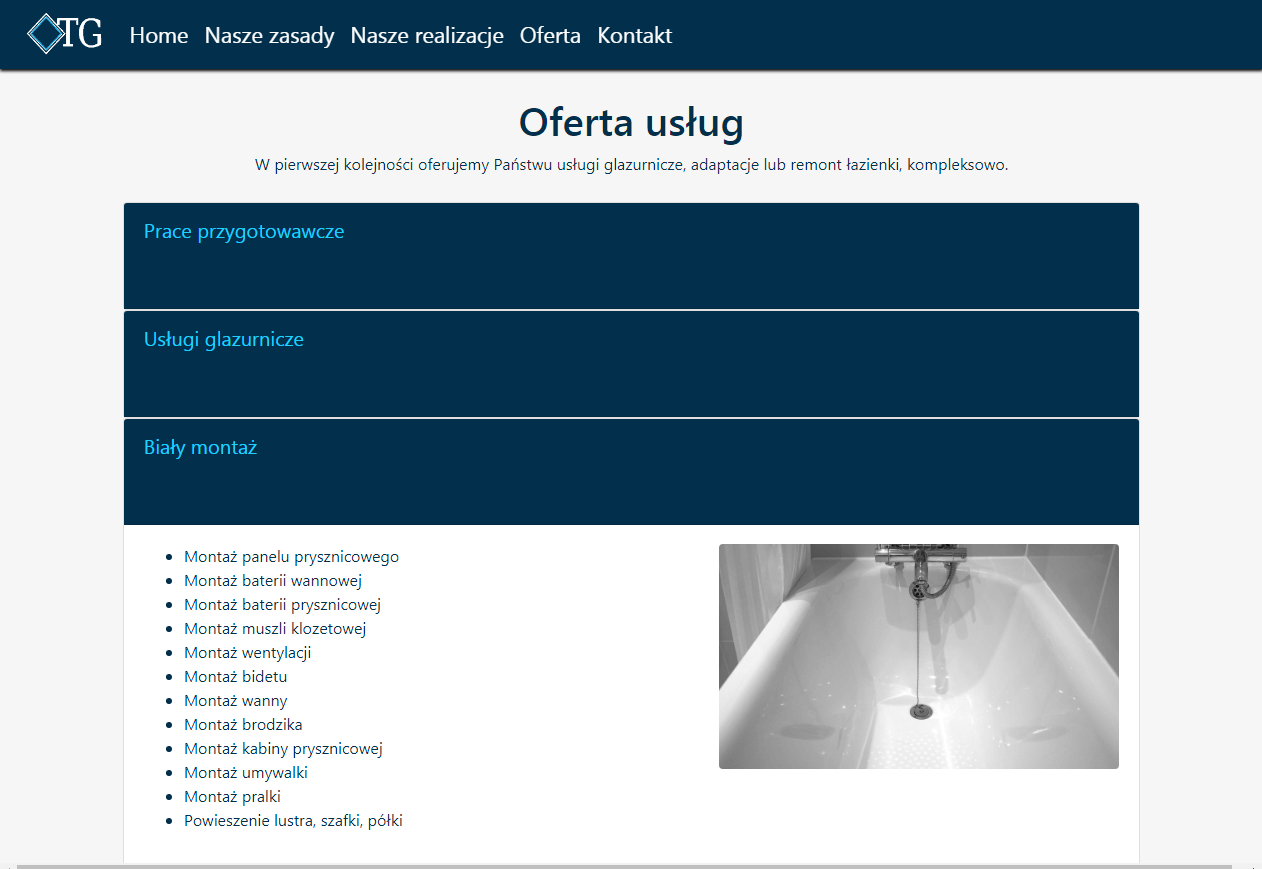 TG
Home Nasze zasady Nasze realizacje Oferta Kontakt
Oferta usług
W pierwszej kolejności oferujemy Państwu usługi glazurnicze, adaptacje lub remont łazienki, kompleksowo.
Prace przygotowawcze
Usługi glazurnicze
Biały montaż
Montaż panelu prysznicowego
Montaż baterii wannowej
Montaż baterii prysznicowej
Montaż muszli klozetowej
Montaż wentylacji
Montaż bidetu
Montaż wanny
Montaż brodzika
Montaż kabiny prysznicowej
Montaż umywalki
Montaż pralki
Powieszenie lustra, szafki, półki